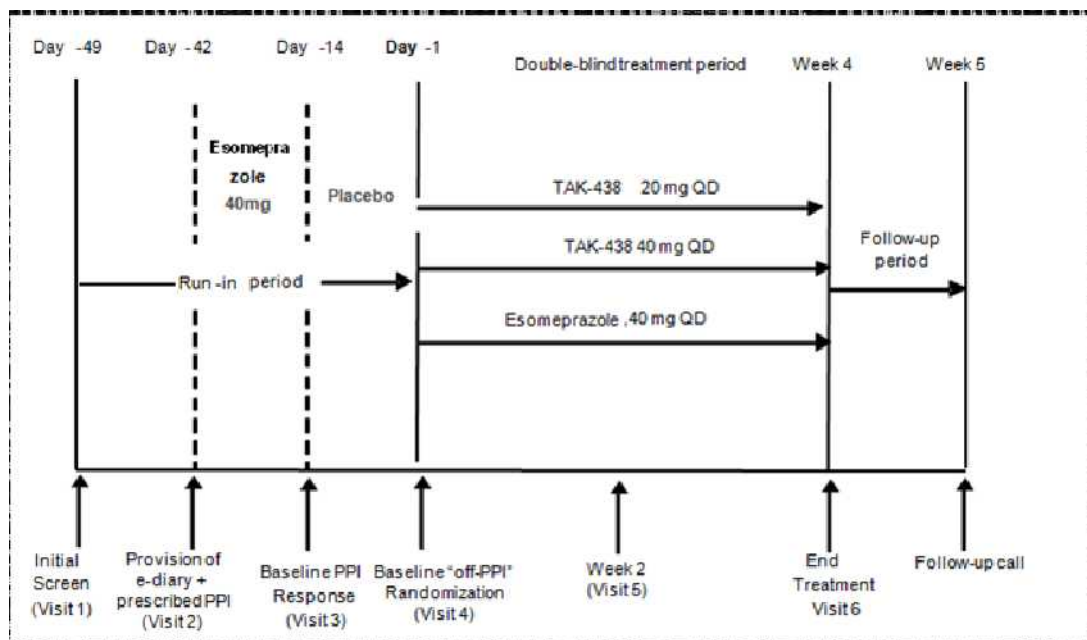 Day -49
Day -42
Day -14
Day -1
Double-blind treatment period
Week 4
Week 5
Esomepra
zole
40mg
Placebo
TAK-438 20 mg QD
TAK-438 40 mg QD
Follow-up
period
Run-in period
Esomeprazole , 40 mg QD
Initial
Screen
(Visit 1)
Provision of
e-diary +
prescribed PPI
(Visit 2)
Baseline PPI
Response
(Visit 3)
Baseline "off-PPI"
Randomization
(Visit 4)
Week 2
(Visit 5)
End
Treatment
Visit 6
Follow-up call